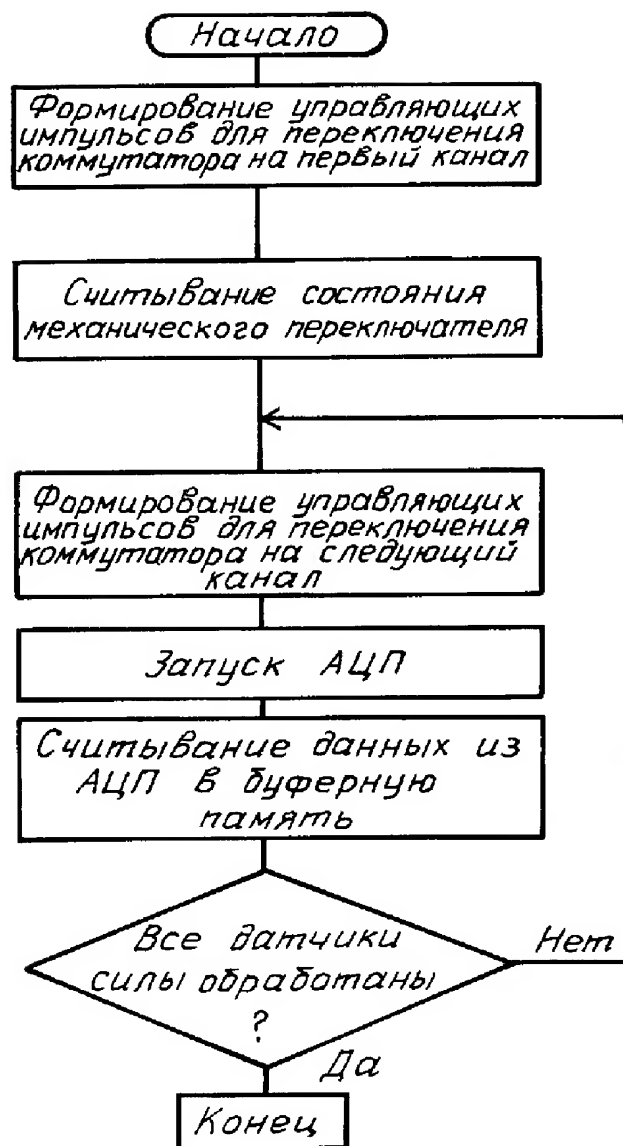 Начало
Формирование управляющих
импульсов для переключения
коммутатора на первый канал
Считывание состояния
механического переключателя
Формирование управляющих
импульсов для переключения
коммутатора на следующий
канал
Запуск АЦП
Считывание данных из
АЦП в буферную
память
Все датчики
силы обработаны
?
Нет
Да
Конец